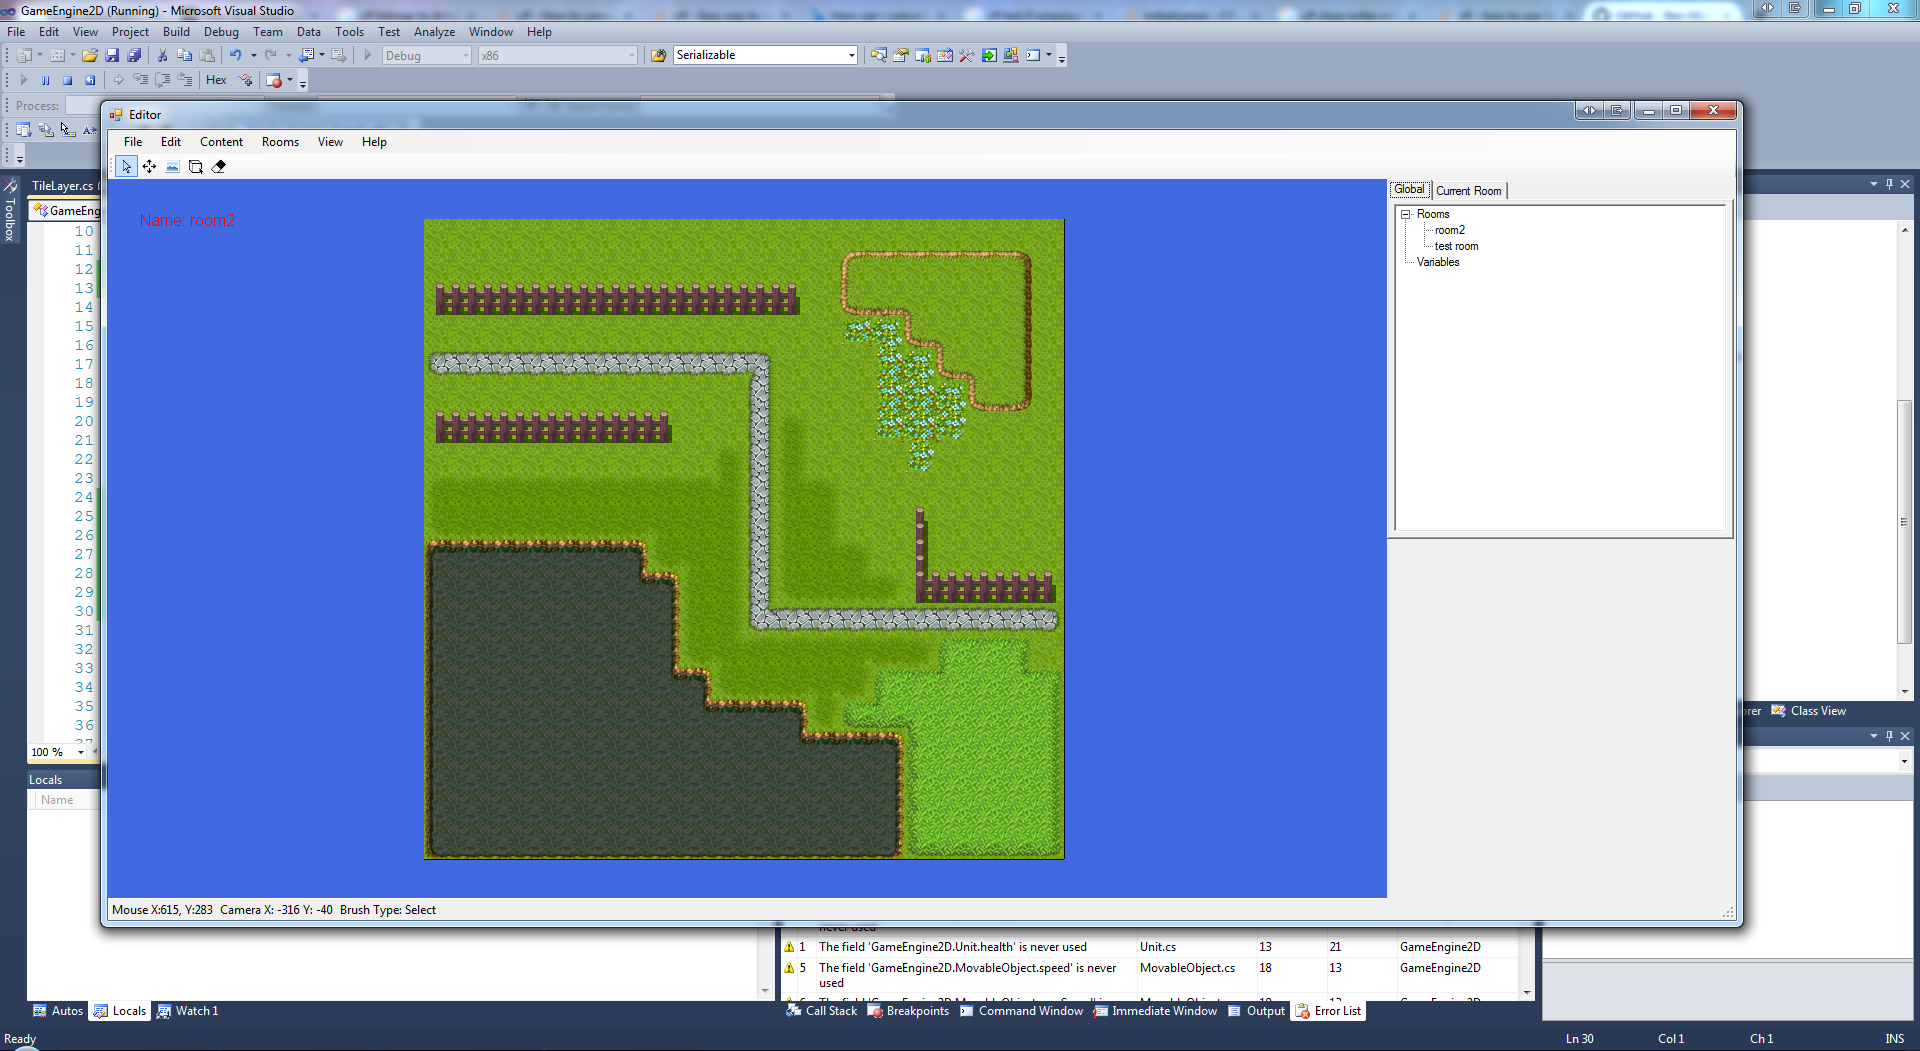 GameEngine2D (Running) - Microsoft Visual Studio
File Edit View Project Build Debug Team Data Tools Test Analyze Window Help
Debug x86 Serializable
Hex
Process:
Editor
File Edit Content Rooms View Help
TileLayer.cs
Toolbox
GameEng
Name: room2
Global Current Room
Rooms
room2
test room
Variables
10
11
12
13
14
15
16
17
18
19
20
21
22
23
24
25
26
27
28
29
30
31
32
33
34
35
36
100 %
Class View
Locals
Name
Mouse X:615, Y:283 Camera X: -316 Y: -40 Brush Type: Select
never used
1 The field 'GameEngine2D.Unit.health' is never used Unit.cs 13 21 GameEngine2D
5 The field 'GameEngine2D.MovableObject.speed' is never used MovableObject.cs 18 13 GameEngine2D
Autos Locals Watch 1
Call Stack Breakpoints Command Window Immediate Window Output Error List
Ready Ln 30 Col 1 Ch 1 INS